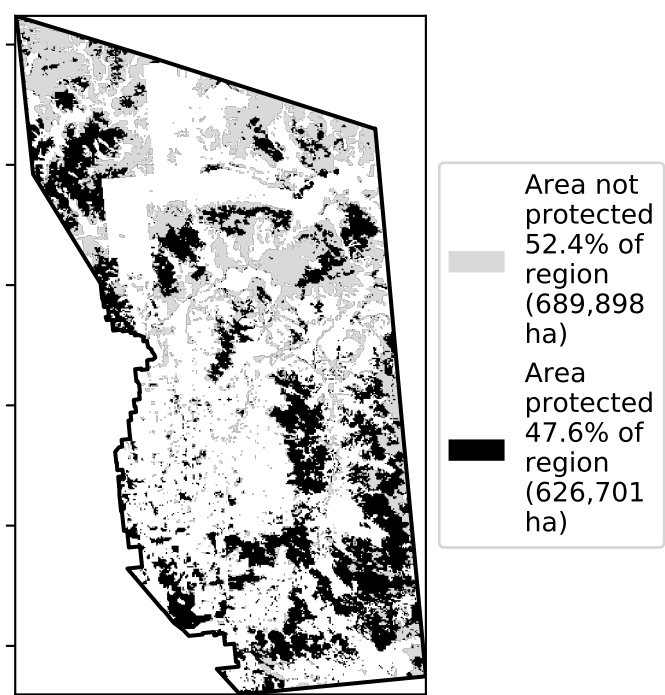 Area not
protected
52.4% of
region
(689,898
ha)
Area
protected
47.6% of
region
(626,701
ha)